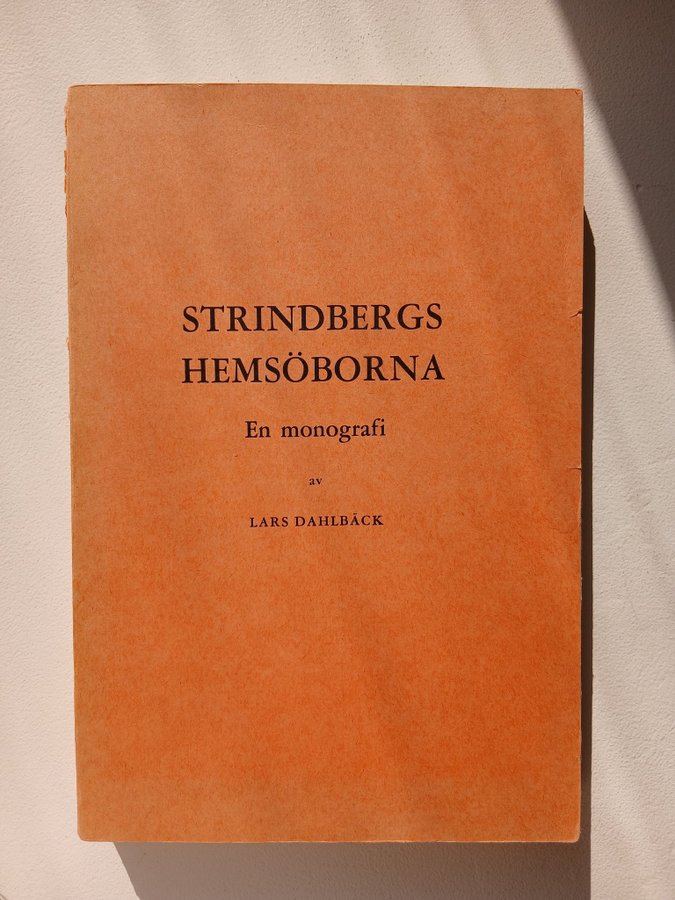 STRINDBERGS
HEMSÖBORNA
En monografi
av
LARS DAHLBÄCK